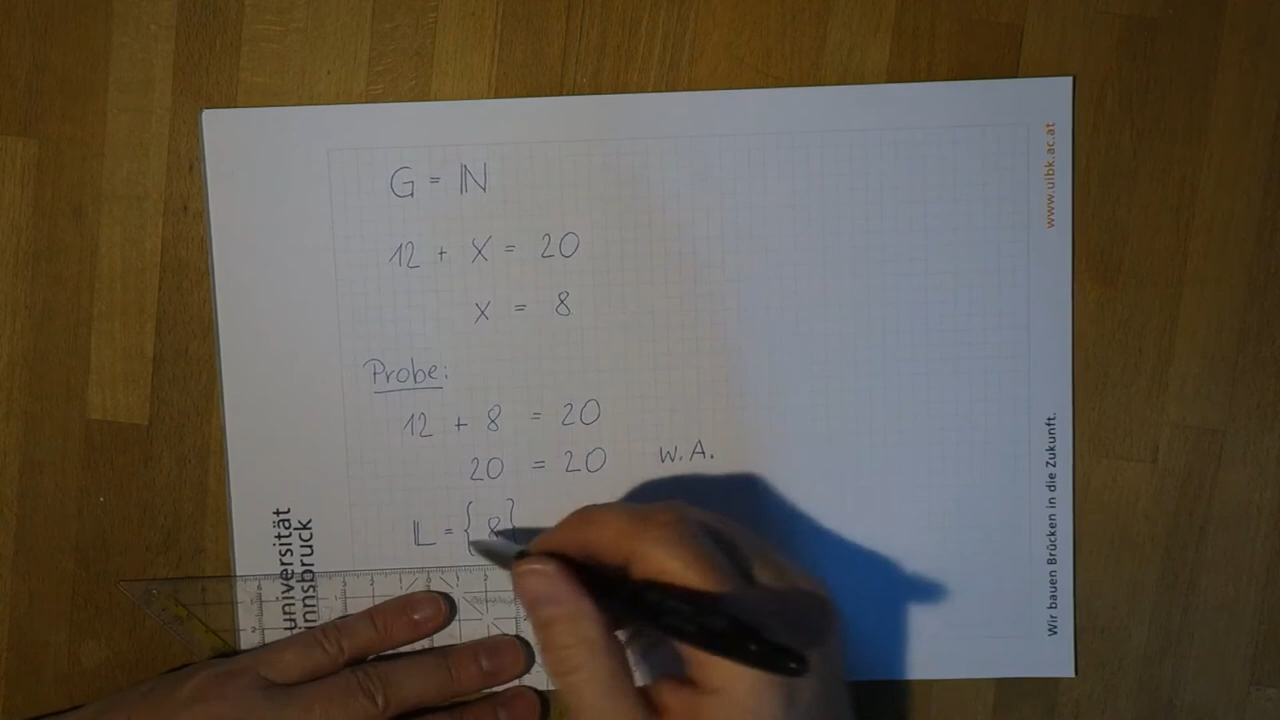 G = ℕ
12 + x = 20
x = 8
Probe:
12 + 8 = 20
20 = 20 w.A.
𝕃 = {8}
universität
innsbruck
www.uibk.ac.at
Wir bauen Brücken in die Zukunft.